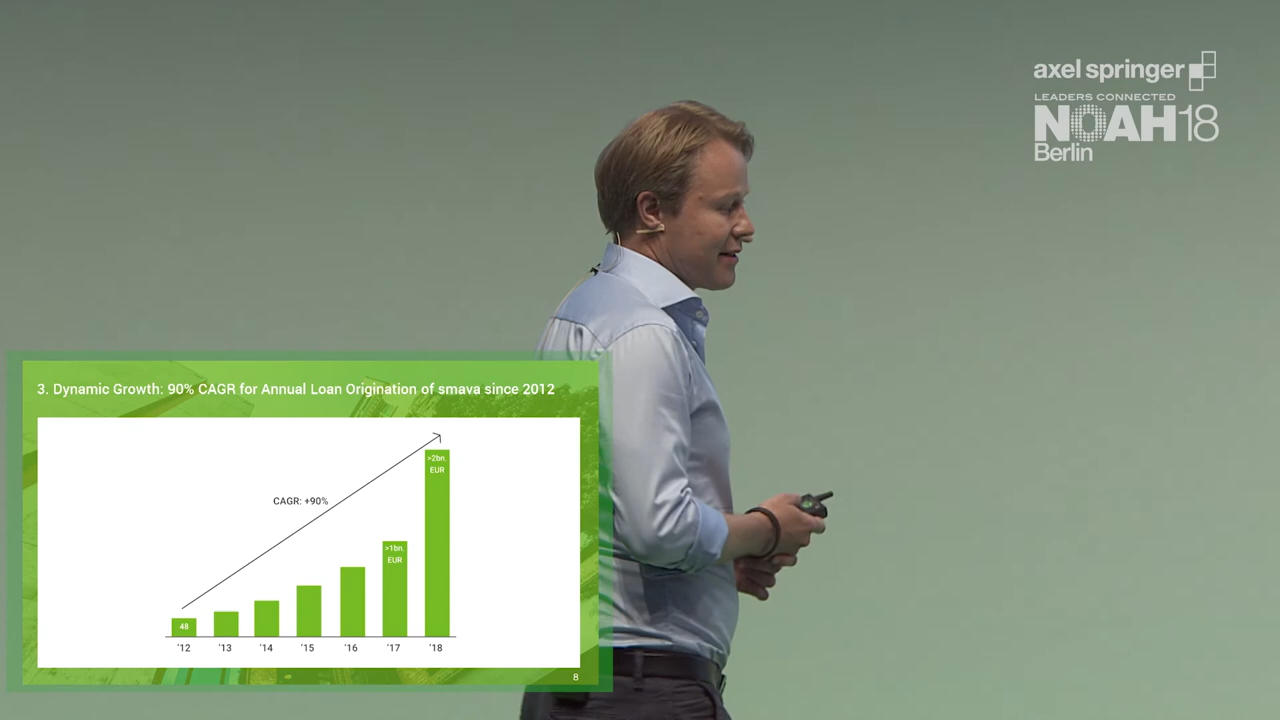 axel springer
LEADERS CONNECTED
NOAH18
Berlin
3. Dynamic Growth: 90% CAGR for Annual Loan Origination of smava since 2012
CAGR: +90%
>2bn.
EUR
>1bn.
EUR
48
'12 '13 '14 '15 '16 '17 '18
8